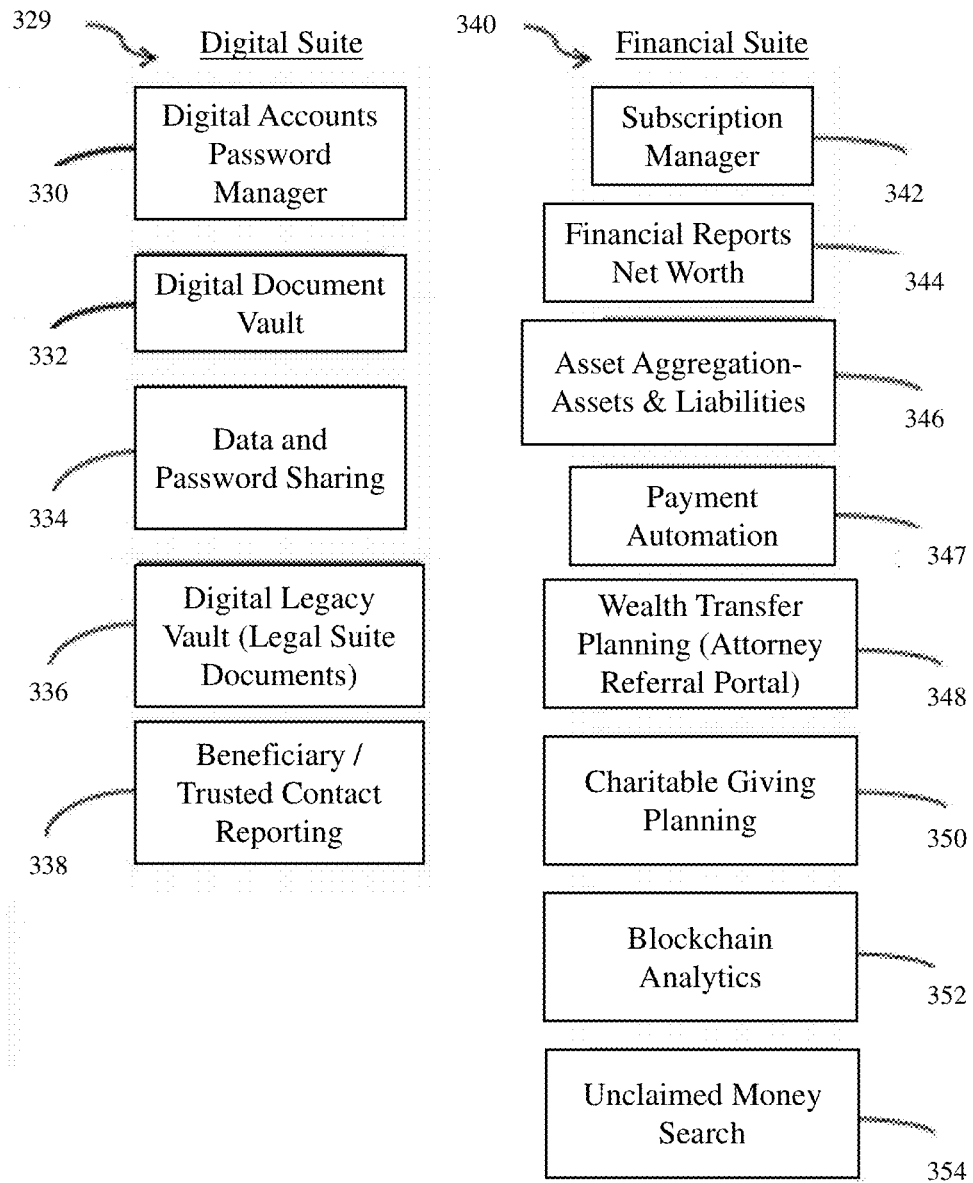 329
Digital Suite
Digital Accounts
Password
Manager
330
Digital Document
Vault
332
Data and
Password Sharing
334
Digital Legacy
Vault (Legal Suite
Documents)
336
Beneficiary /
Trusted Contact
Reporting
338
340
Financial Suite
Subscription
Manager
342
Financial Reports
Net Worth
344
Asset Aggregation-
Assets & Liabilities
346
Payment
Automation
347
Wealth Transfer
Planning (Attorney
Referral Portal)
348
Charitable Giving
Planning
350
Blockchain
Analytics
352
Unclaimed Money
Search
354